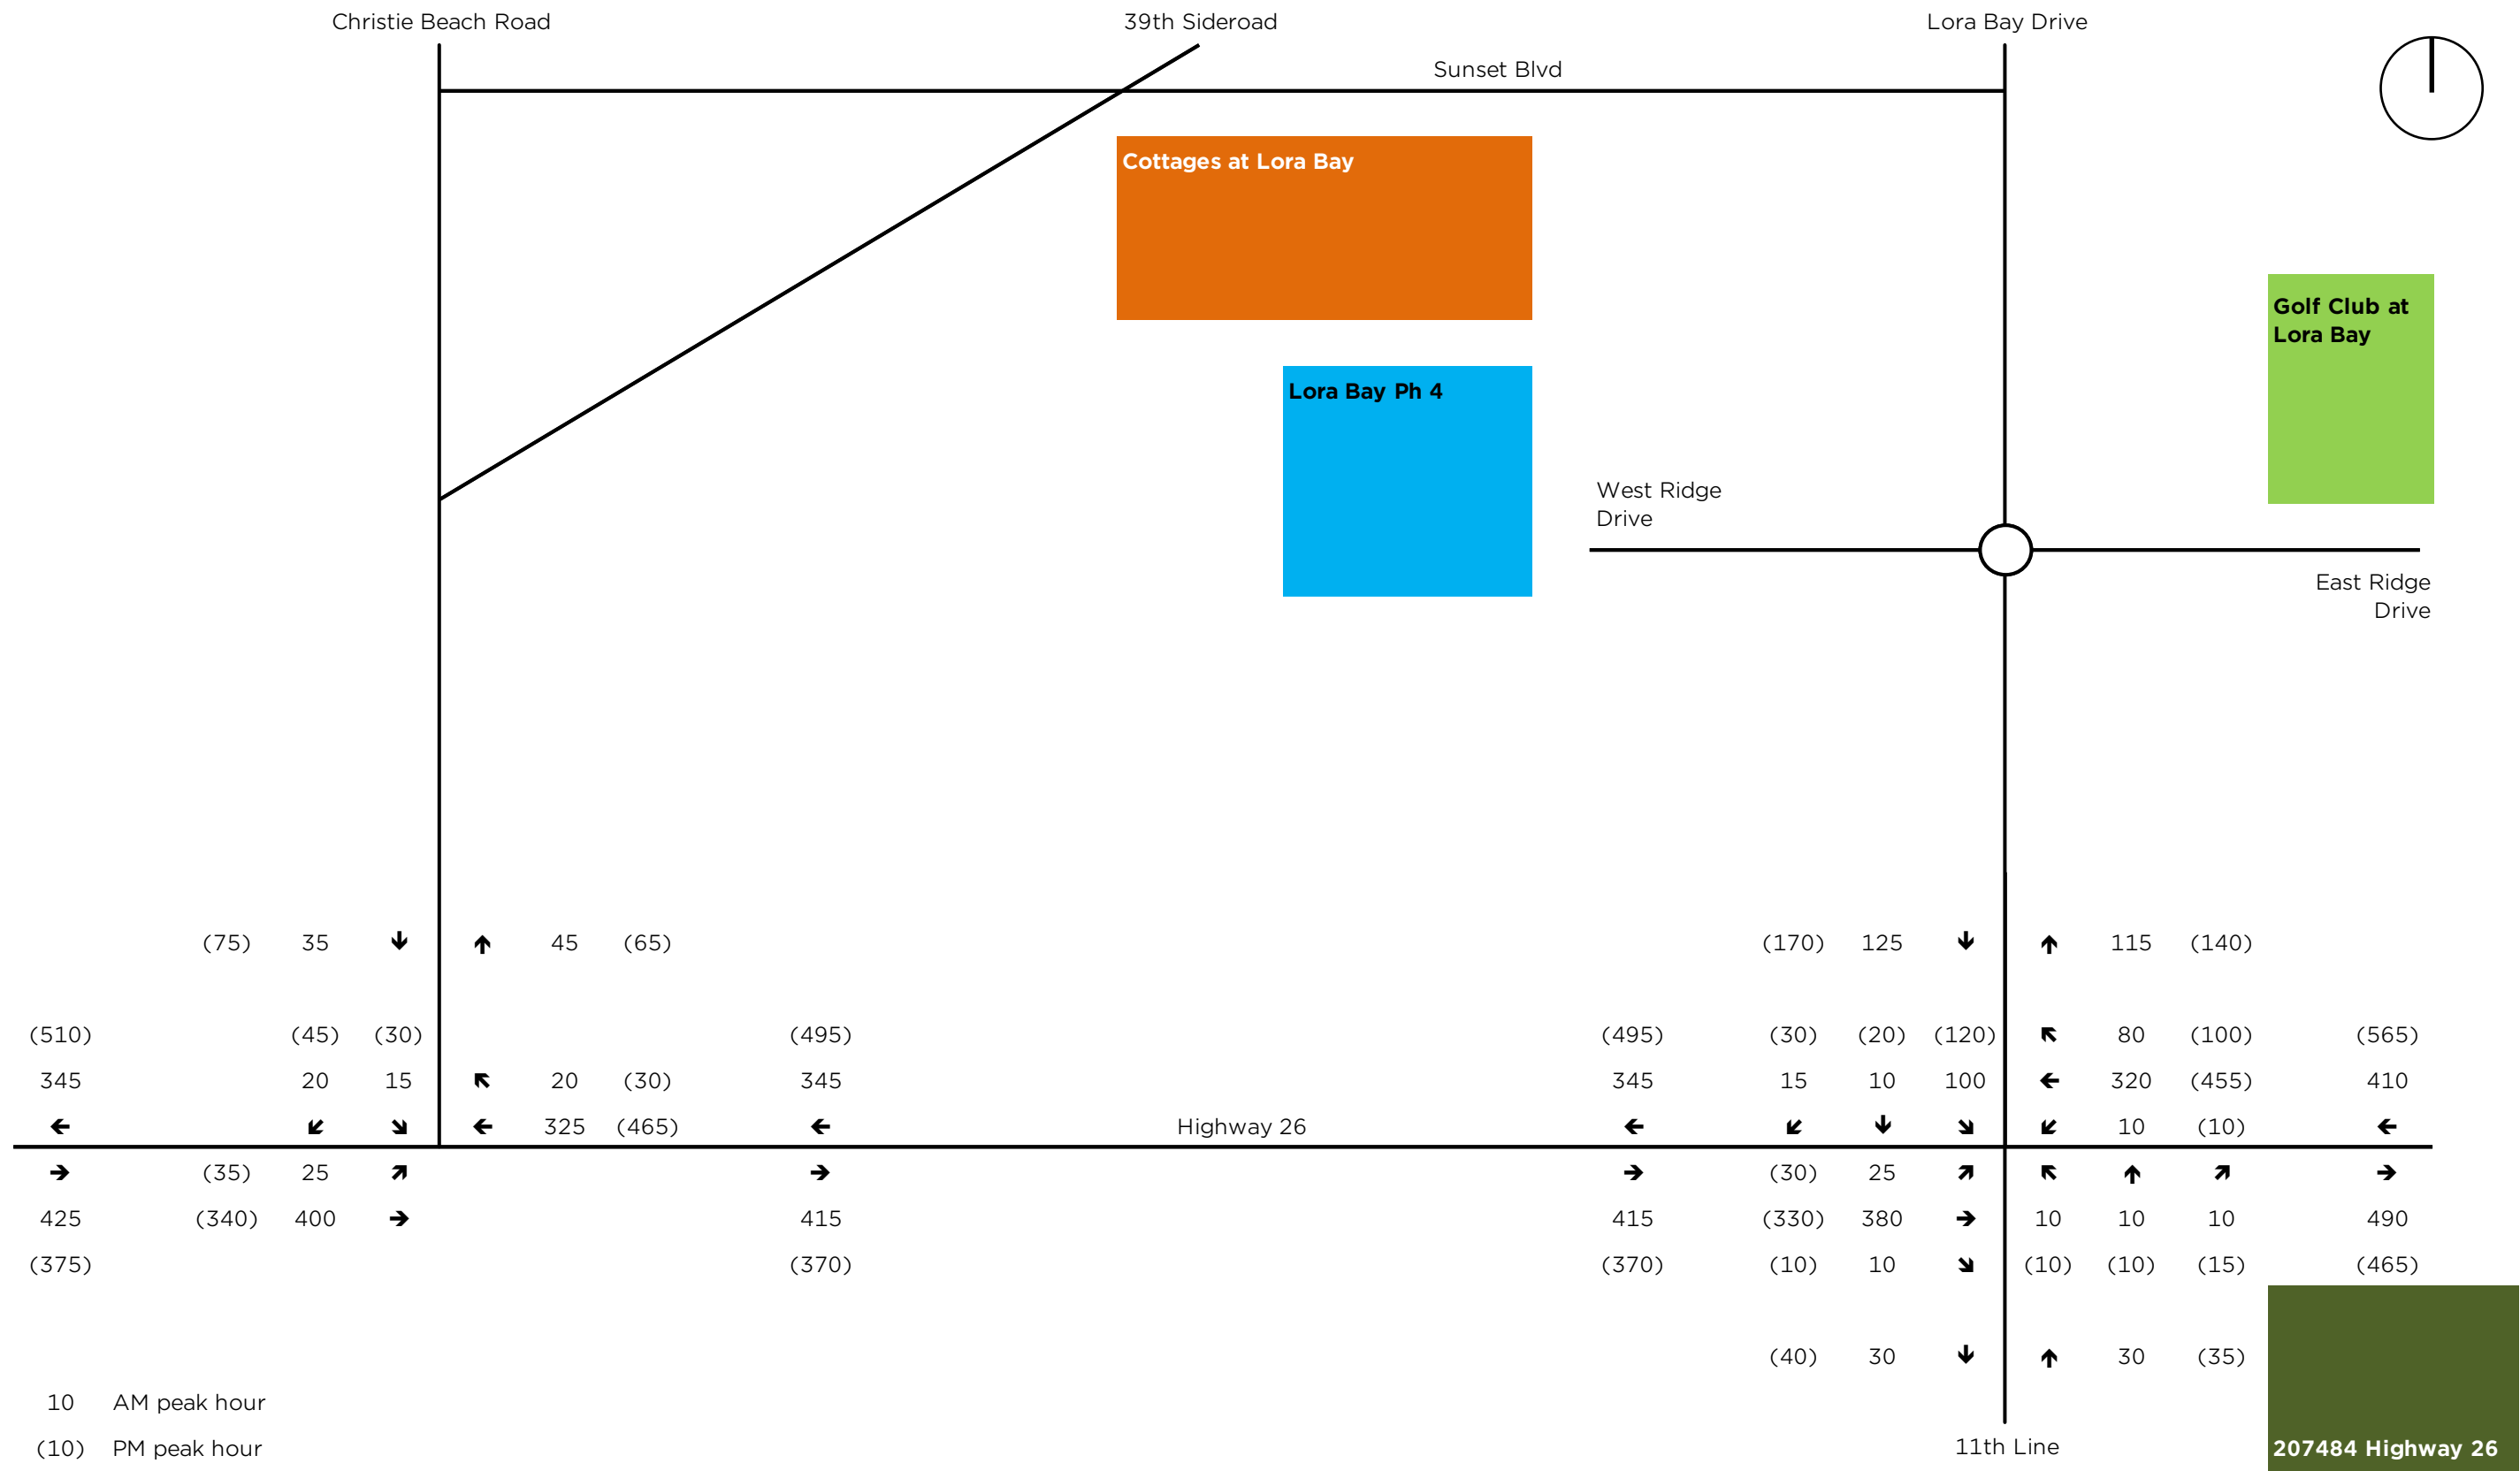 Christie Beach Road 39th Sideroad Lora Bay Drive
Sunset Blvd
Cottages at Lora Bay
Golf Club at
Lora Bay
Lora Bay Ph 4
West Ridge
Drive
East Ridge
Drive
(75) 35 45 (65) (170) 125 115 (140)
(510) (45) (30) (495) (495) (30) (20) (120) 80 (100) (565)
345 20 15 20 (30) 345 345 15 10 100 320 (455) 410
325 (465) Highway 26 10 (10)
(35) 25 (30) 25
425 (340) 400 415 415 (330) 380 10 10 10 490
(375) (370) (370) (10) 10 (10) (10) (15) (465)
(40) 30 30 (35)
10 AM peak hour
(10) PM peak hour
11th Line
207484 Highway 26